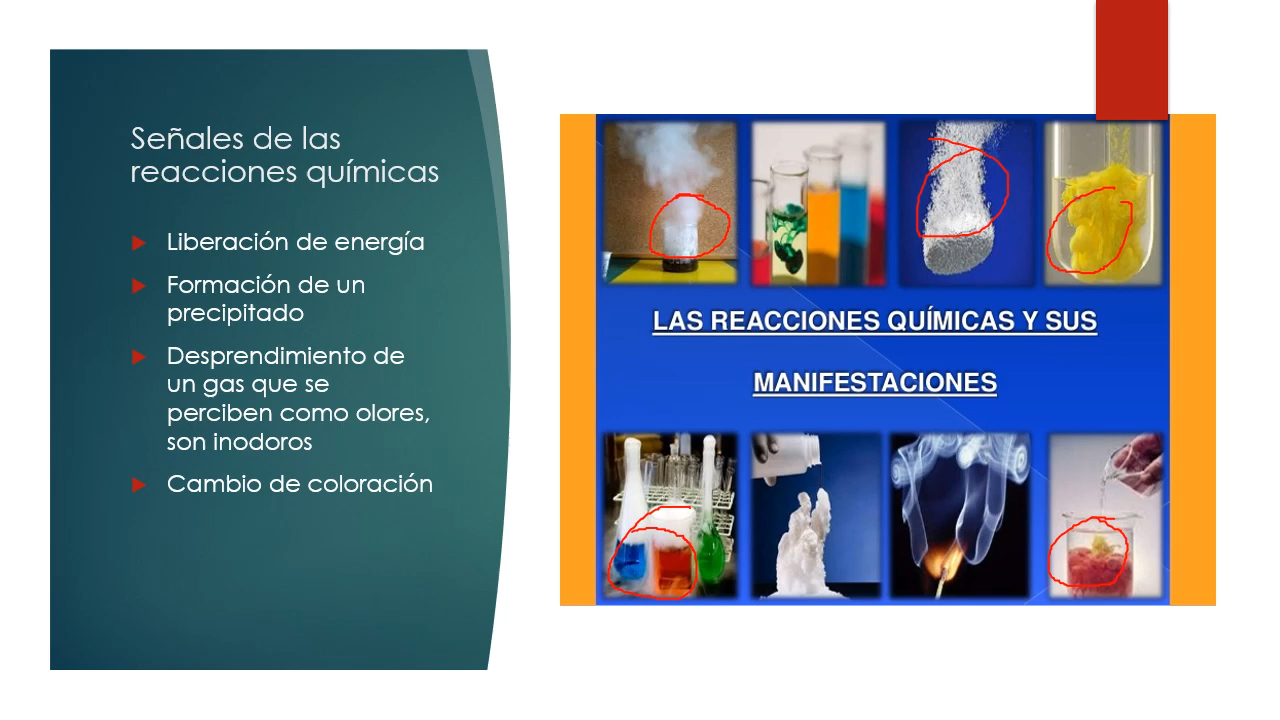 Señales de las
reacciones químicas
Liberación de energía
Formación de un
precipitado
Desprendimiento de
un gas que se
perciben como olores,
son inodoros
Cambio de coloración
LAS REACCIONES QUÍMICAS Y SUS
MANIFESTACIONES